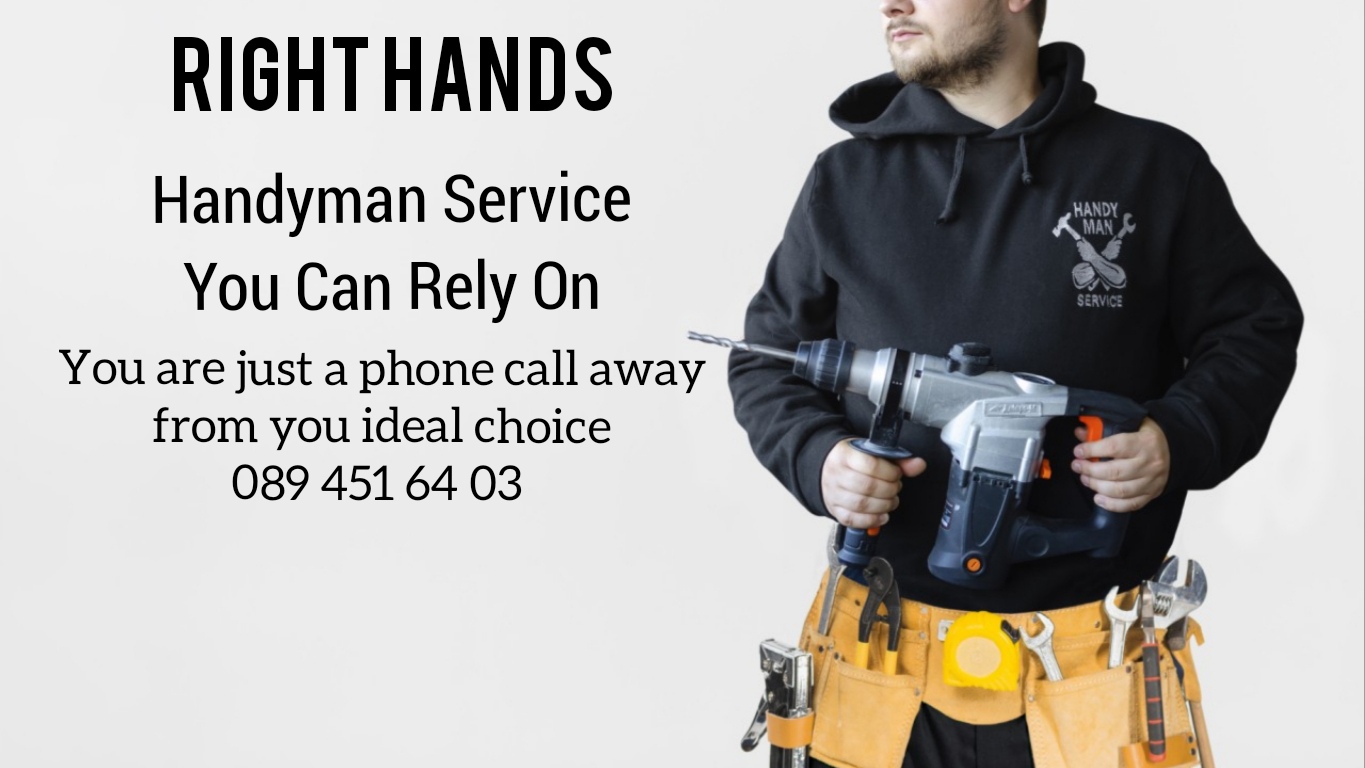 RIGHT HANDS
Handyman Service
You Can Rely On
You are just a phone call away
from you ideal choice
089 451 64 03
HANDY
MAN
SERVICE